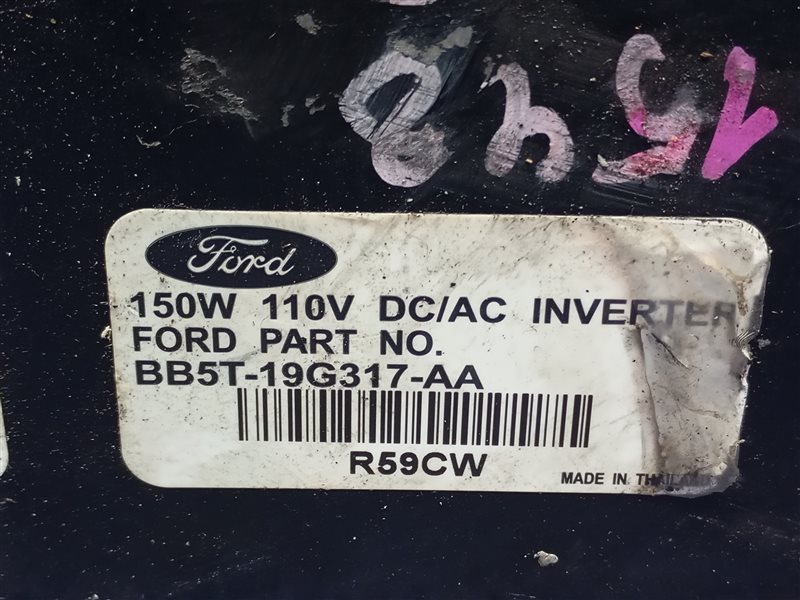 Ford
150W 110V DC/AC INVERTER
FORD PART NO.
BB5T-19G317-AA
R59CW
MADE IN THAILAND